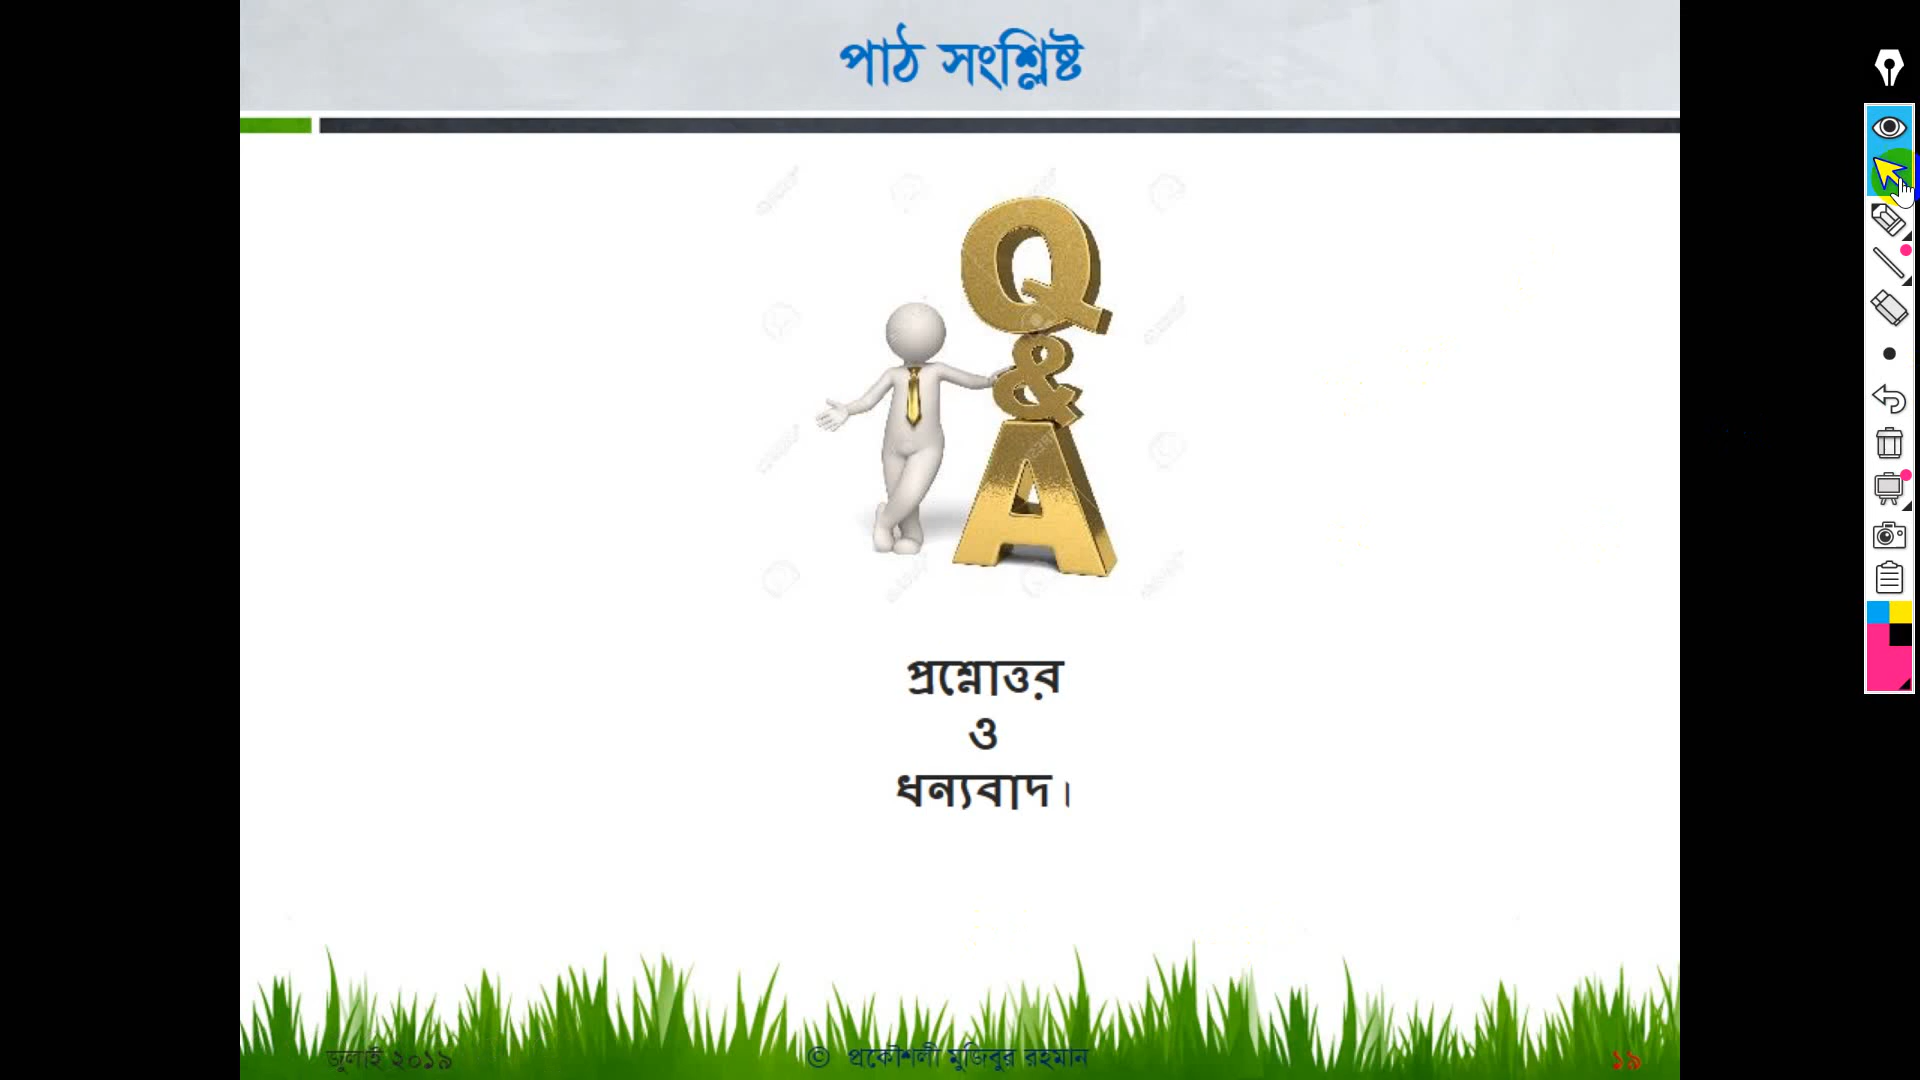 পাঠ সংশ্লিষ্ট
Q
&
A
প্রশ্নোত্তর
ও
ধন্যবাদ।
জুলাই ২০১৯
© প্রকৌশলী মুজিবুর রহমান
১৯